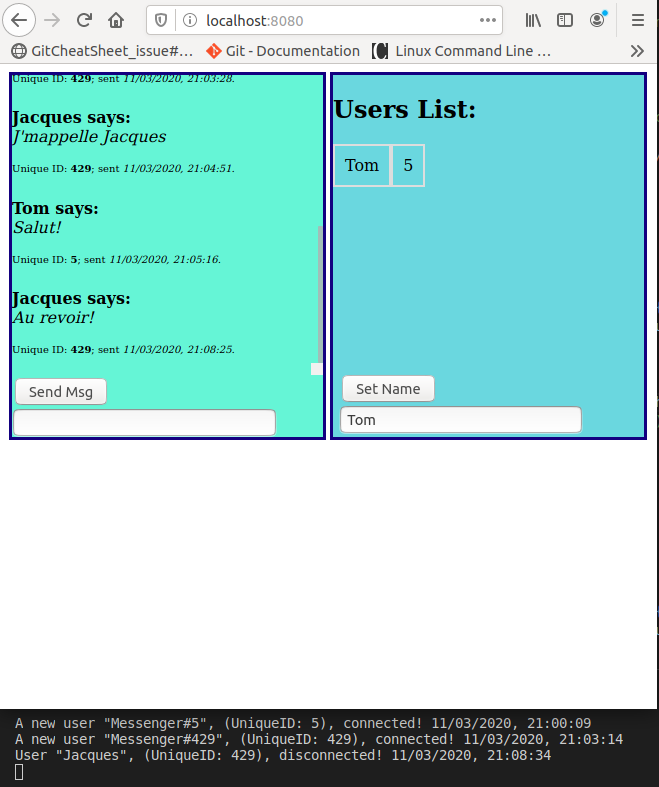 localhost:8080
GitCheatSheet_issue#… Git - Documentation Linux Command Line …
Unique ID: 429; sent 11/03/2020, 21:03:28.
Jacques says:
J'mappelle Jacques
Unique ID: 429; sent 11/03/2020, 21:04:51.
Tom says:
Salut!
Unique ID: 5; sent 11/03/2020, 21:05:16.
Jacques says:
Au revoir!
Unique ID: 429; sent 11/03/2020, 21:08:25.
Send Msg
Users List:
Tom 5
Set Name
Tom
A new user "Messenger#5", (UniqueID: 5), connected! 11/03/2020, 21:00:09
A new user "Messenger#429", (UniqueID: 429), connected! 11/03/2020, 21:03:14
User "Jacques", (UniqueID: 429), disconnected! 11/03/2020, 21:08:34